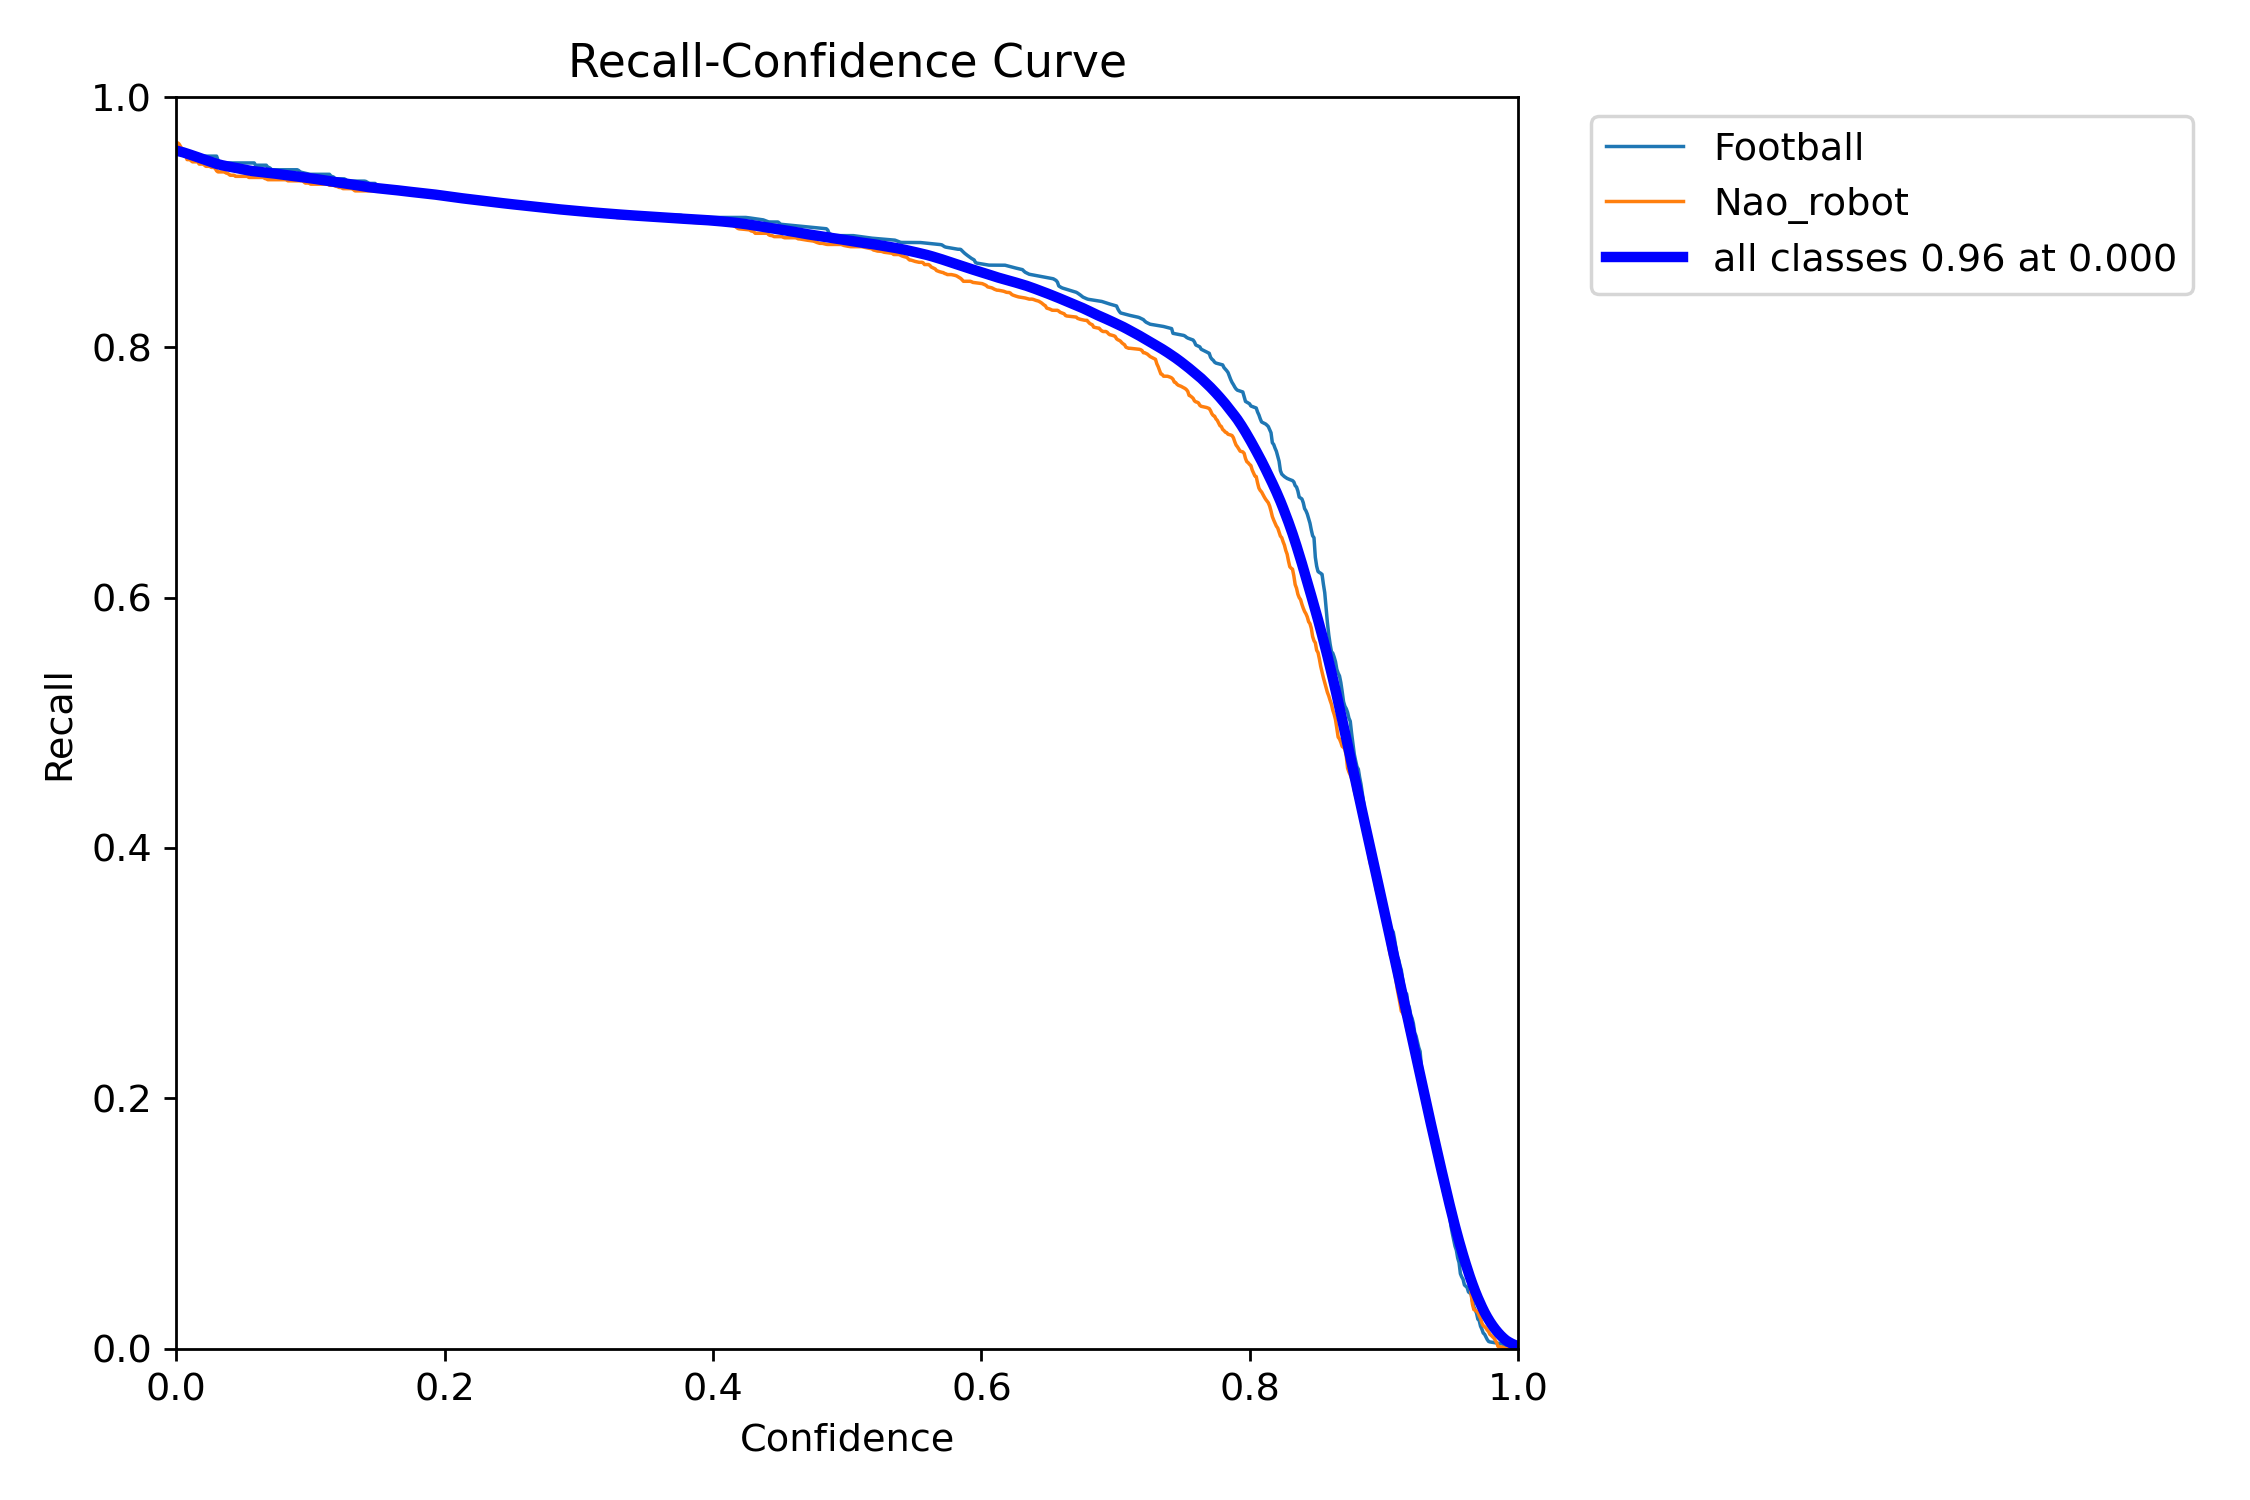 Recall-Confidence Curve
1.0
0.8
0.6
0.4
0.2
0.0
Recall
0.0 0.2 0.4 0.6 0.8 1.0
Confidence
Football
Nao_robot
all classes 0.96 at 0.000